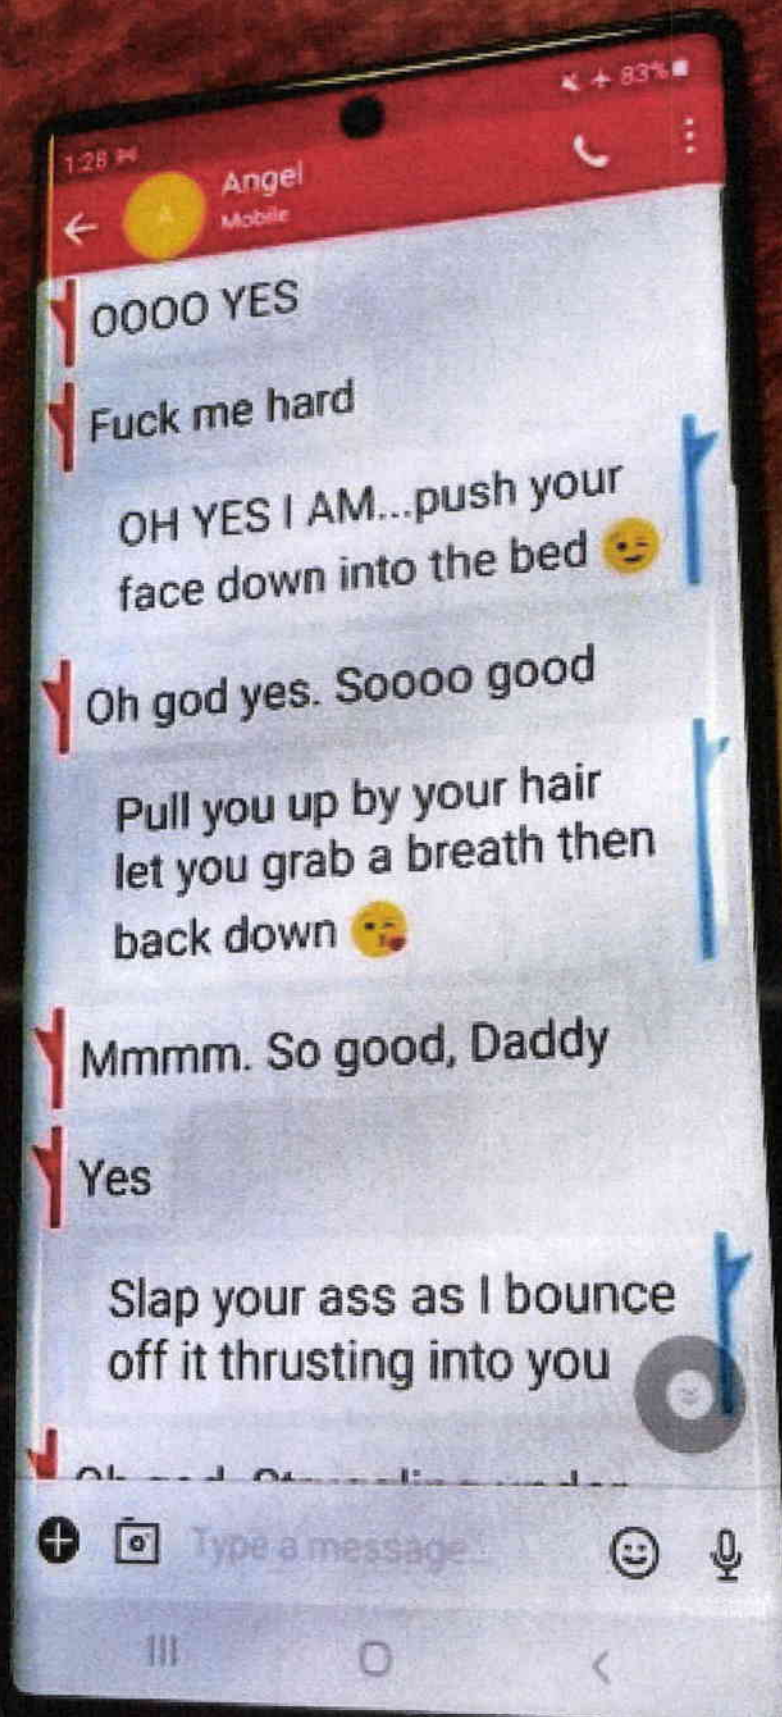 1:28
83%
Angel
Mobile
OOOO YES
Fuck me hard
OH YES I AM...push your
face down into the bed 😉
Oh god yes. Soooo good
Pull you up by your hair
let you grab a breath then
back down 😘
Mmmm. So good, Daddy
Yes
Slap your ass as I bounce
off it thrusting into you
Type a message